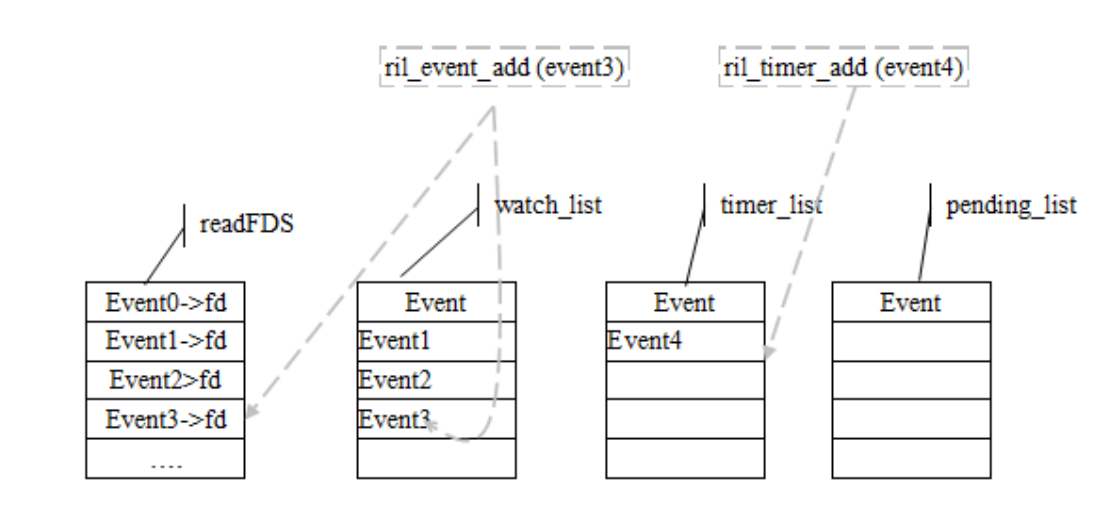 ril_event_add (event3)
ril_timer_add (event4)
readFDS
watch_list
timer_list
pending_list
Event0->fd
Event1->fd
Event2>fd
Event3->fd
....
Event
Event1
Event2
Event3
Event
Event4
Event